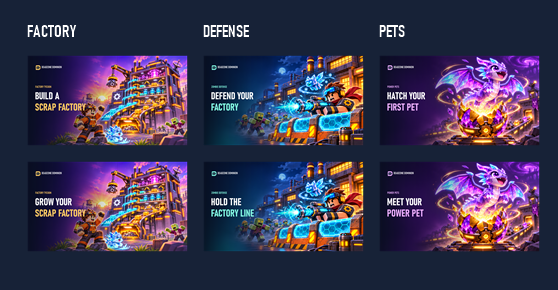 FACTORY
DEFENSE
PETS
BUILD A
SCRAP FACTORY
DEFEND YOUR
FACTORY
HATCH YOUR
FIRST PET
GROW YOUR
SCRAP FACTORY
HOLD THE
FACTORY LINE
MEET YOUR
POWER PET